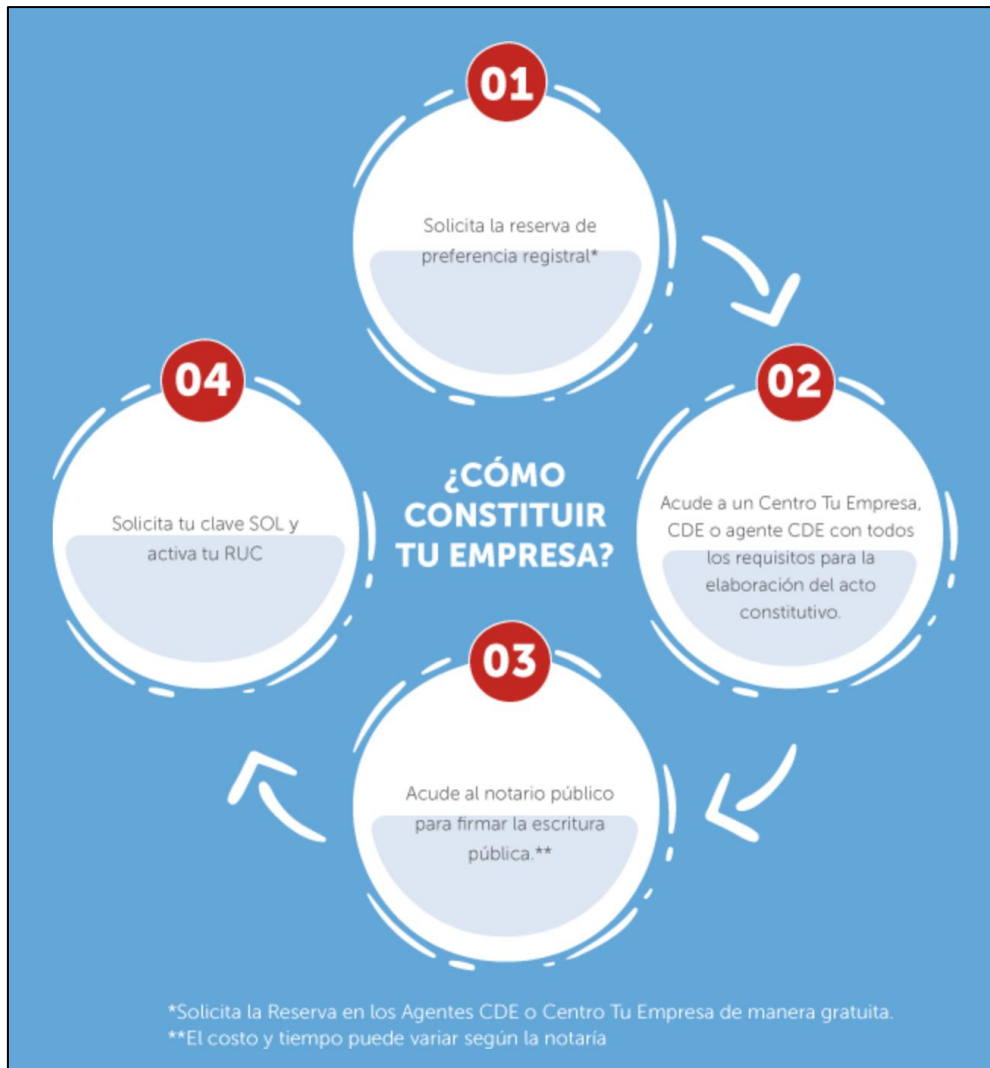 01
Solicita la reserva de
preferencia registral*
02
Acude a un Centro Tu Empresa,
CDE o agente CDE con todos
los requisitos para la
elaboración del acto
constitutivo.
03
Acude al notario público
para firmar la escritura
pública.**
04
Solicita tu clave SOL y
activa tu RUC
¿CÓMO
CONSTITUIR
TU EMPRESA?
*Solicita la Reserva en los Agentes CDE o Centro Tu Empresa de manera gratuita.
**El costo y tiempo puede variar según la notaría